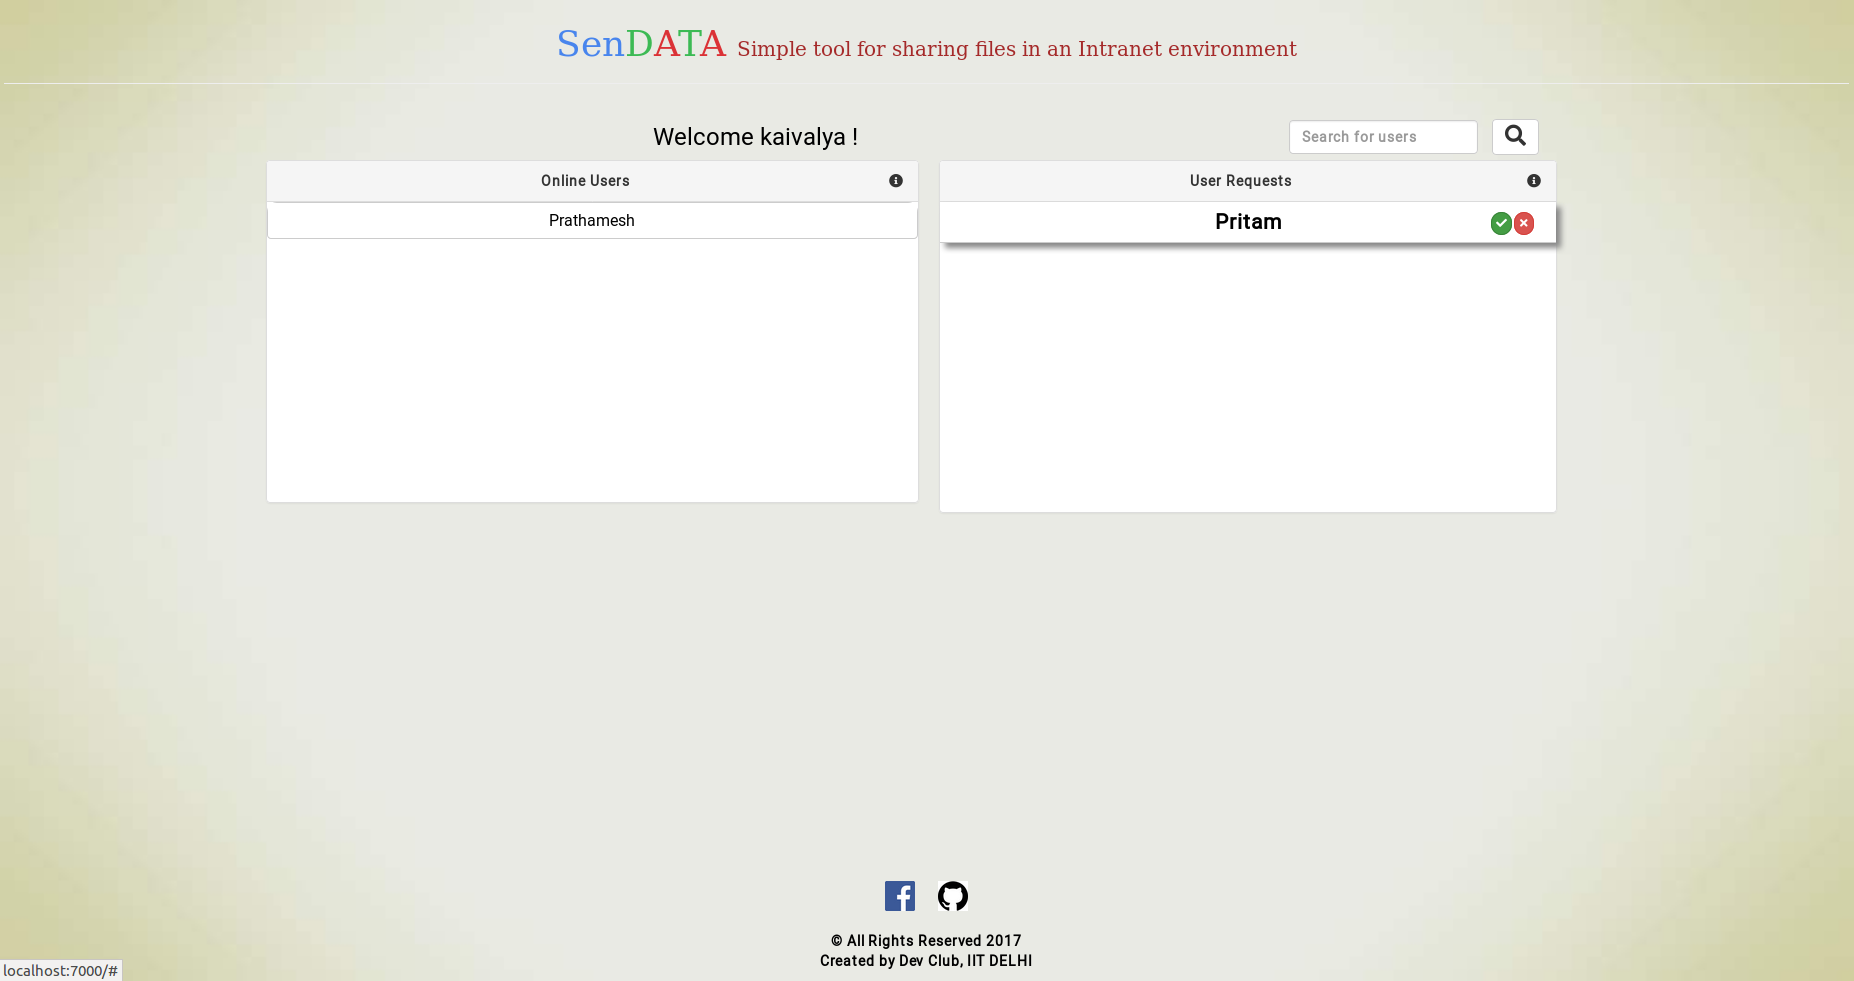 SenDATA Simple tool for sharing files in an Intranet environment
Welcome kaivalya !
Search for users
Online Users
User Requests
Prathamesh
Pritam
© All Rights Reserved 2017
Created by Dev Club, IIT DELHI
localhost:7000/#